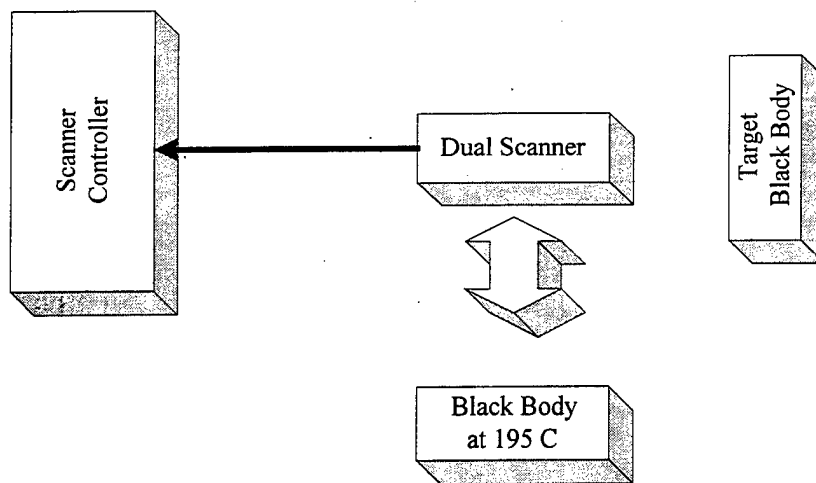 Scanner
Controller
Dual Scanner
Target
Black Body
Black Body
at 195 C